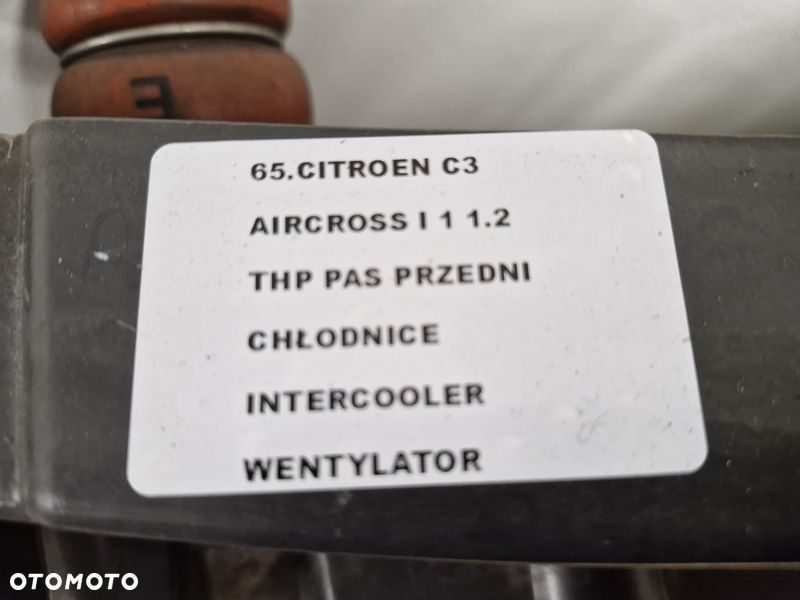 E
65.CITROEN C3
AIRCROSS I 1 1.2
THP PAS PRZEDNI
CHŁODNICE
INTERCOOLER
WENTYLATOR
OTOMOTO